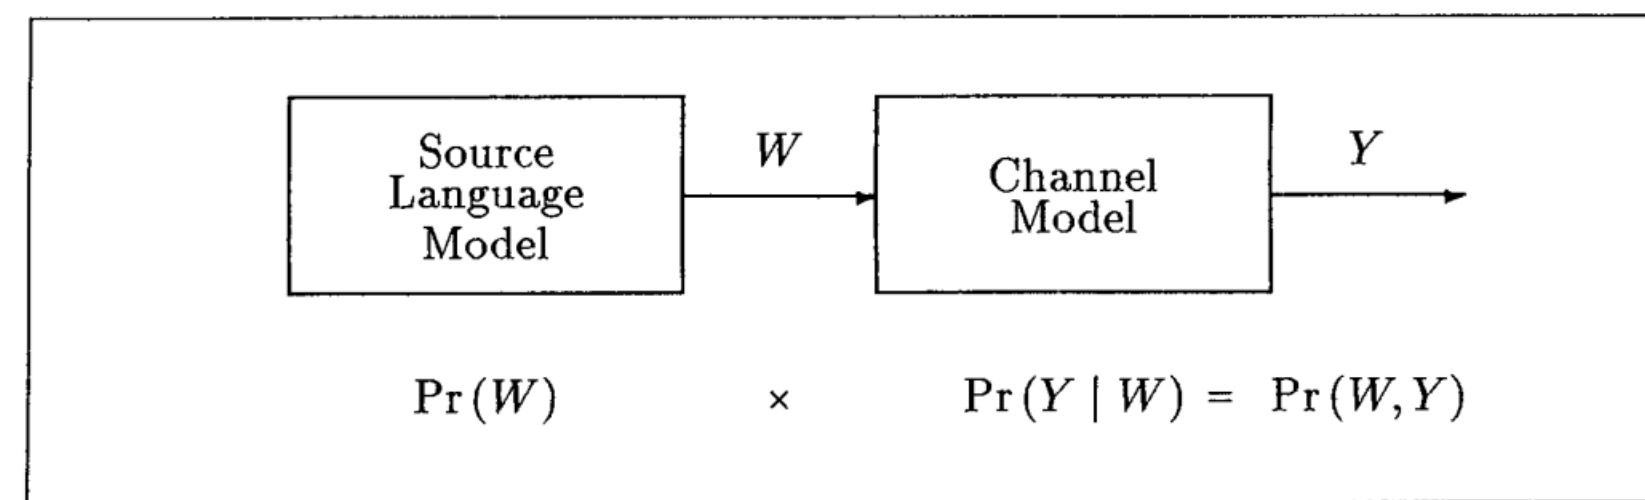 Source
Language
Model
W
Channel
Model
Y
Pr (W) × Pr (Y | W) = Pr (W, Y)